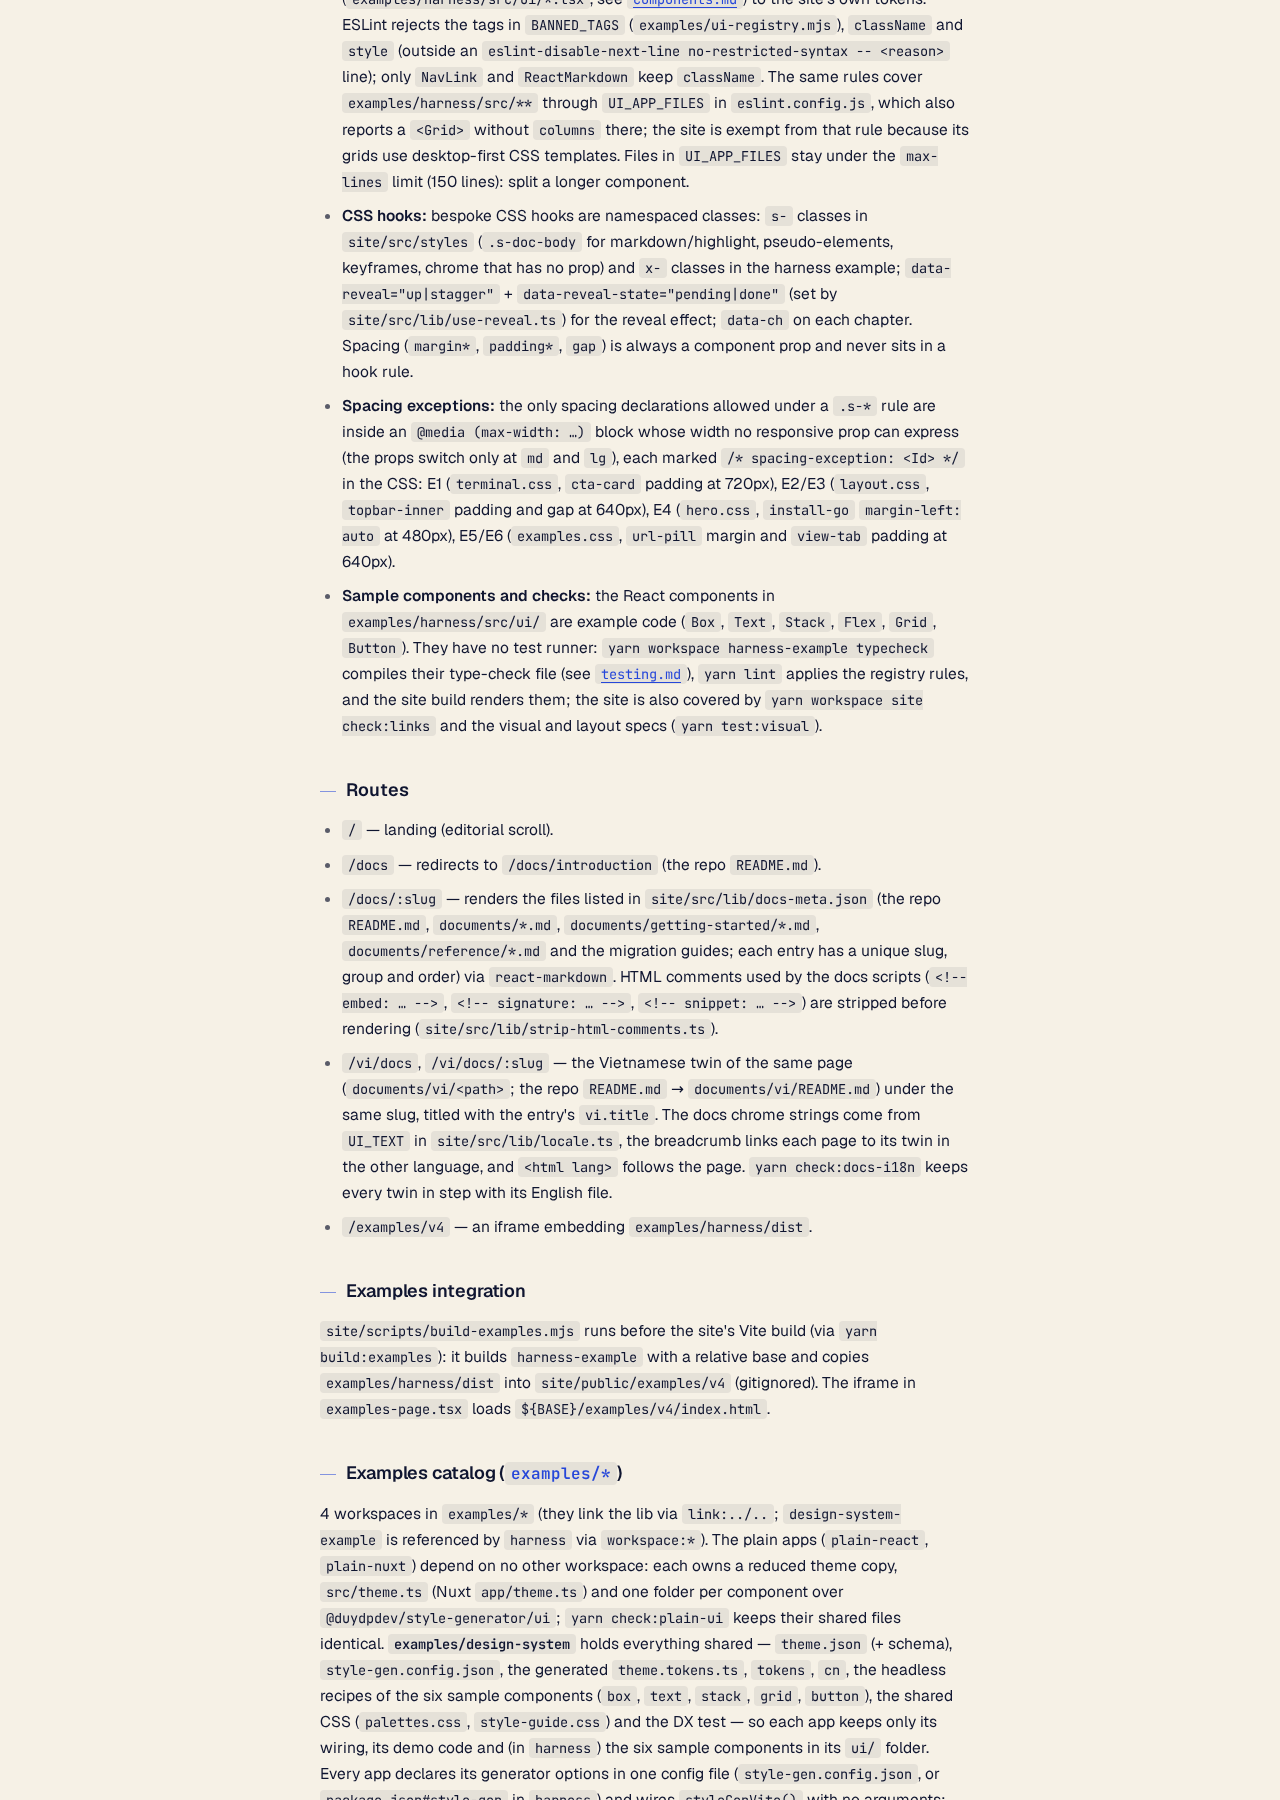 (examples/harness/src/ui/*.tsx, see components.md) to the site's own tokens.
ESLint rejects the tags in BANNED_TAGS (examples/ui-registry.mjs), className and
style (outside an eslint-disable-next-line no-restricted-syntax -- <reason>
line); only NavLink and ReactMarkdown keep className. The same rules cover
examples/harness/src/** through UI_APP_FILES in eslint.config.js, which also
reports a <Grid> without columns there; the site is exempt from that rule because its
grids use desktop-first CSS templates. Files in UI_APP_FILES stay under the max-
lines limit (150 lines): split a longer component.
• CSS hooks: bespoke CSS hooks are namespaced classes: s- classes in
site/src/styles (.s-doc-body for markdown/highlight, pseudo-elements,
keyframes, chrome that has no prop) and x- classes in the harness example; data-
reveal="up|stagger" + data-reveal-state="pending|done" (set by
site/src/lib/use-reveal.ts) for the reveal effect; data-ch on each chapter.
Spacing (margin*, padding*, gap) is always a component prop and never sits in a
hook rule.
• Spacing exceptions: the only spacing declarations allowed under a .s-* rule are
inside an @media (max-width: …) block whose width no responsive prop can express
(the props switch only at md and lg), each marked /* spacing-exception: <Id> */
in the CSS: E1 (terminal.css, cta-card padding at 720px), E2/E3 (layout.css,
topbar-inner padding and gap at 640px), E4 (hero.css, install-go margin-left:
auto at 480px), E5/E6 (examples.css, url-pill margin and view-tab padding at
640px).
• Sample components and checks: the React components in
examples/harness/src/ui/ are example code (Box, Text, Stack, Flex, Grid,
Button). They have no test runner: yarn workspace harness-example typecheck
compiles their type-check file (see testing.md), yarn lint applies the registry rules,
and the site build renders them; the site is also covered by yarn workspace site
check:links and the visual and layout specs (yarn test:visual).
— Routes
• / — landing (editorial scroll).
• /docs — redirects to /docs/introduction (the repo README.md).
• /docs/:slug — renders the files listed in site/src/lib/docs-meta.json (the repo
README.md, documents/*.md, documents/getting-started/*.md,
documents/reference/*.md and the migration guides; each entry has a unique slug,
group and order) via react-markdown. HTML comments used by the docs scripts (<!--
embed: … -->, <!-- signature: … -->, <!-- snippet: … -->) are stripped before
rendering (site/src/lib/strip-html-comments.ts).
• /vi/docs, /vi/docs/:slug — the Vietnamese twin of the same page
(documents/vi/<path>; the repo README.md → documents/vi/README.md) under the
same slug, titled with the entry's vi.title. The docs chrome strings come from
UI_TEXT in site/src/lib/locale.ts, the breadcrumb links each page to its twin in
the other language, and <html lang> follows the page. yarn check:docs-i18n keeps
every twin in step with its English file.
• /examples/v4 — an iframe embedding examples/harness/dist.
— Examples integration
site/scripts/build-examples.mjs runs before the site's Vite build (via yarn
build:examples): it builds harness-example with a relative base and copies
examples/harness/dist into site/public/examples/v4 (gitignored). The iframe in
examples-page.tsx loads ${BASE}/examples/v4/index.html.
— Examples catalog (examples/*)
4 workspaces in examples/* (they link the lib via link:../..; design-system-
example is referenced by harness via workspace:*). The plain apps (plain-react,
plain-nuxt) depend on no other workspace: each owns a reduced theme copy,
src/theme.ts (Nuxt app/theme.ts) and one folder per component over
@duydpdev/style-generator/ui; yarn check:plain-ui keeps their shared files
identical. examples/design-system holds everything shared — theme.json (+ schema),
style-gen.config.json, the generated theme.tokens.ts, tokens, cn, the headless
recipes of the six sample components (box, text, stack, grid, button), the shared
CSS (palettes.css, style-guide.css) and the DX test — so each app keeps only its
wiring, its demo code and (in harness) the six sample components in its ui/ folder.
Every app declares its generator options in one config file (style-gen.config.json, or
package.json#style-gen in harness) and wires styleGenVite() with no arguments;